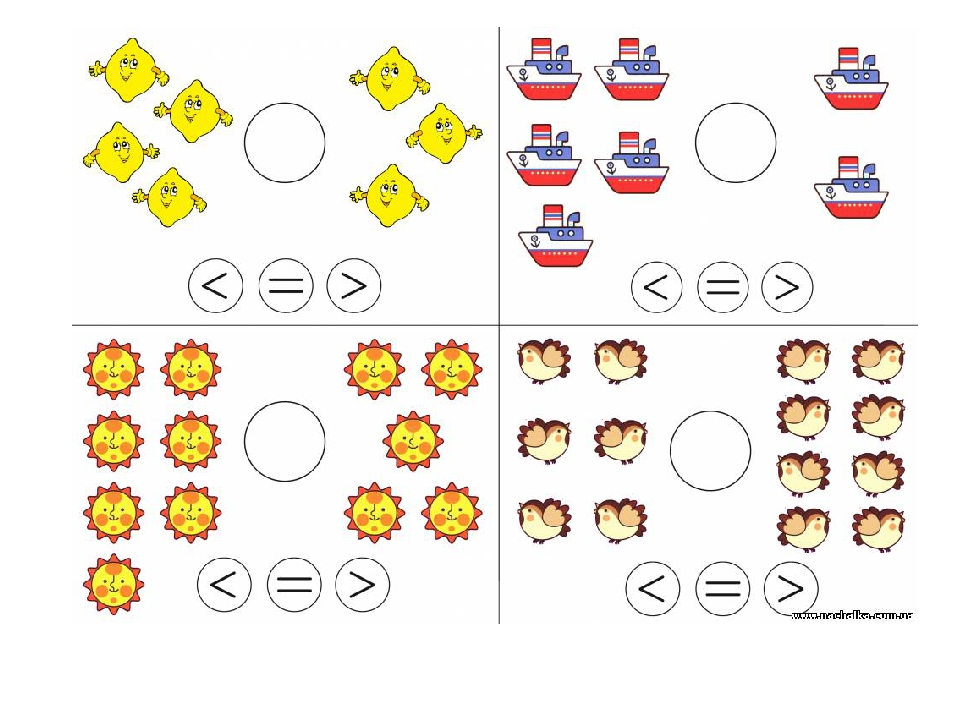 < = >
< = >
< = >
< = >
www.nachalka.com.ua